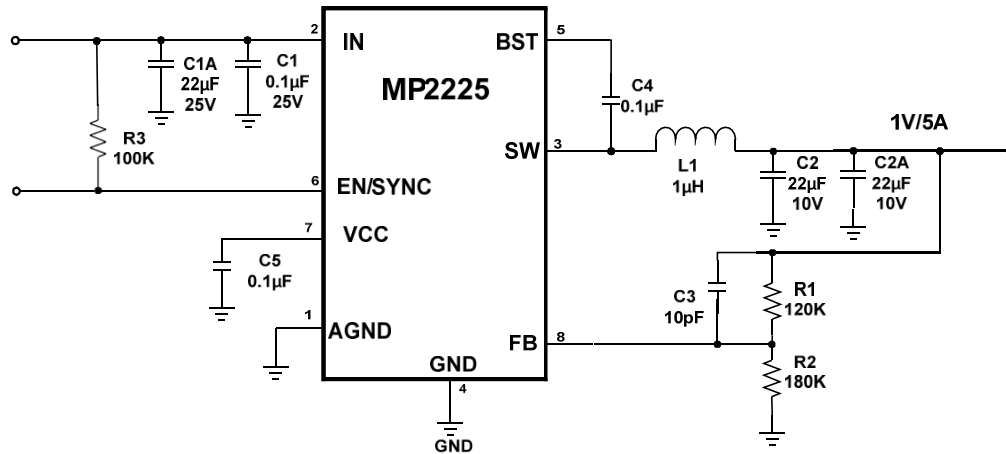 2
IN
BST
5
C1A
22µF
25V
C1
0.1µF
25V
MP2225
C4
0.1µF
1V/5A
R3
100K
SW
3
L1
1µH
C2
22µF
10V
C2A
22µF
10V
6
EN/SYNC
7
VCC
C5
0.1µF
C3
10pF
R1
120K
1
AGND
FB
8
GND
4
R2
180K
GND